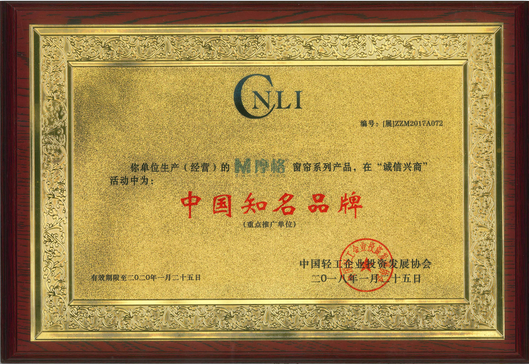 CNLI
编号:[展]ZZM2017A072
你单位生产(经营)的M摩格®窗帘系列产品,在“诚信兴商”
活动中为:
中国知名品牌
(重点推广单位)
中国轻工企业投资发展协会
有效期限至二〇二〇年一月二十五日
二〇一八年一月二十五日